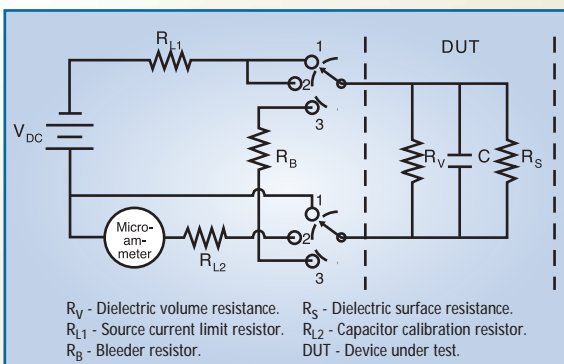 RL1
1
DUT
2
VDC
3
RB
RV
C
RS
1
Micro-
am-
meter
2
RL2
3
RV - Dielectric volume resistance.
RS - Dielectric surface resistance.
RL1 - Source current limit resistor.
RL2 - Capacitor calibration resistor.
RB - Bleeder resistor.
DUT - Device under test.